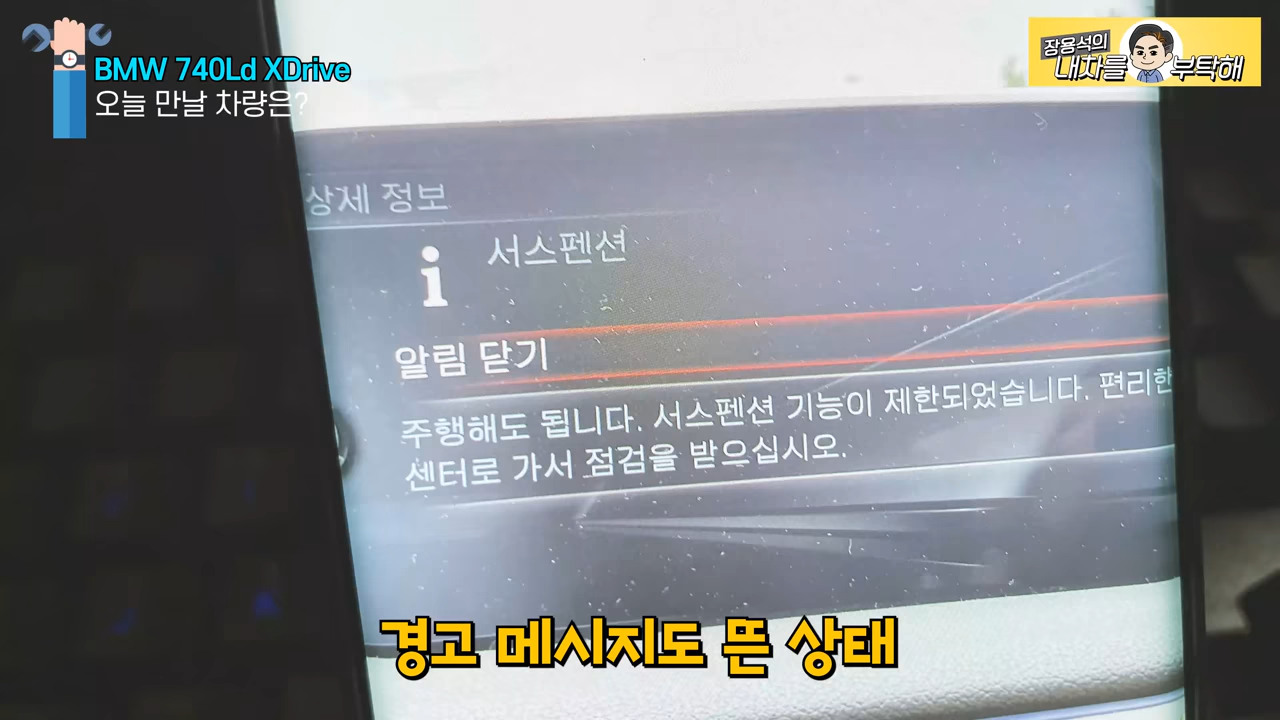 BMW 740Ld XDrive
오늘 만날 차량은?
장용석의
내차를 부탁해
상세 정보
i 서스펜션
알림 닫기
주행해도 됩니다. 서스펜션 기능이 제한되었습니다. 편리한
센터로 가서 점검을 받으십시오.
경고 메시지도 뜬 상태